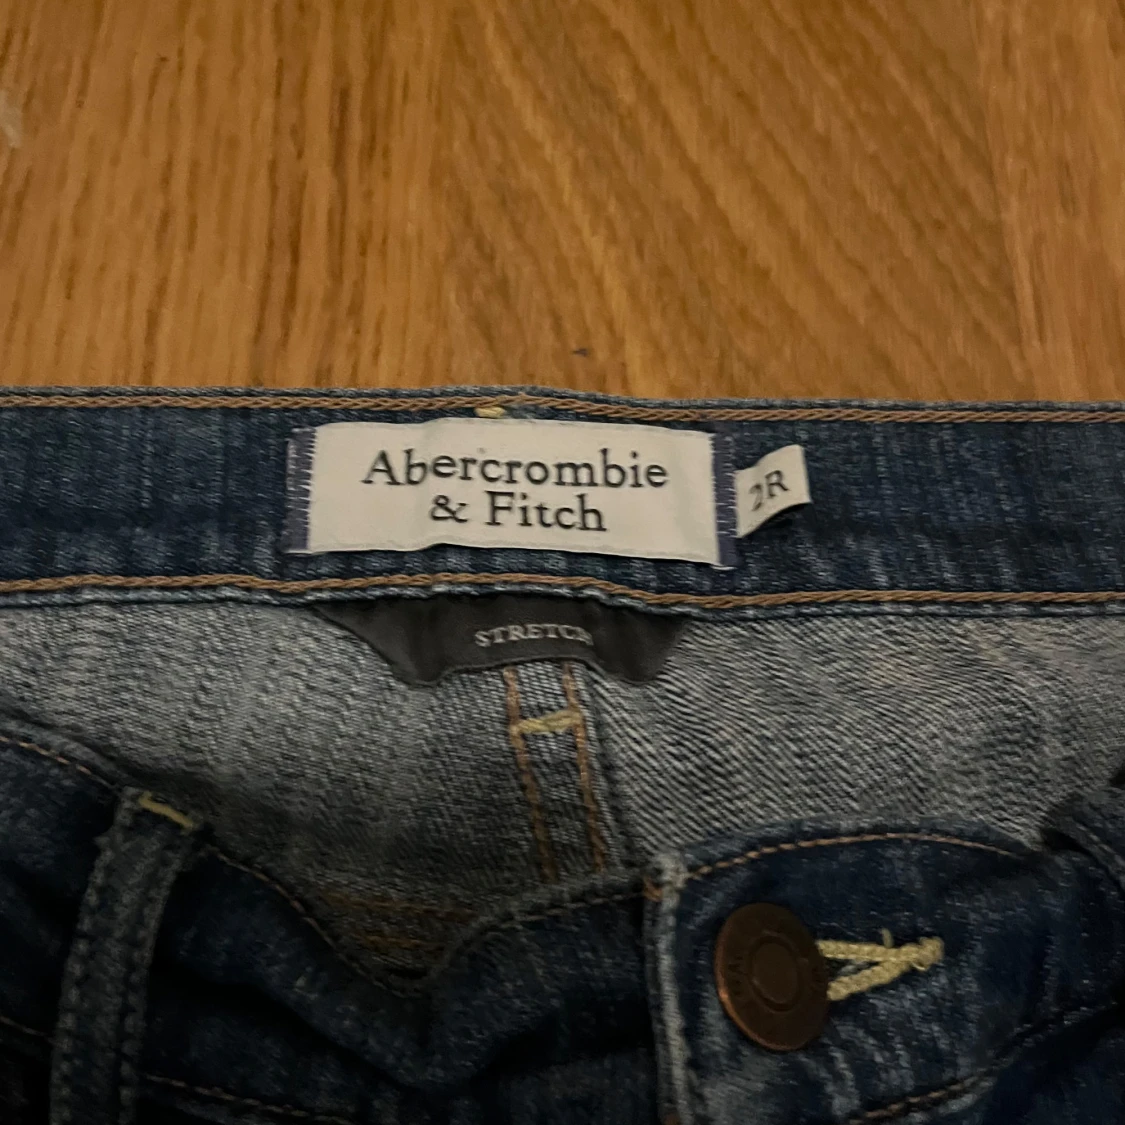 Abercrombie
& Fitch
2R
STRETCH